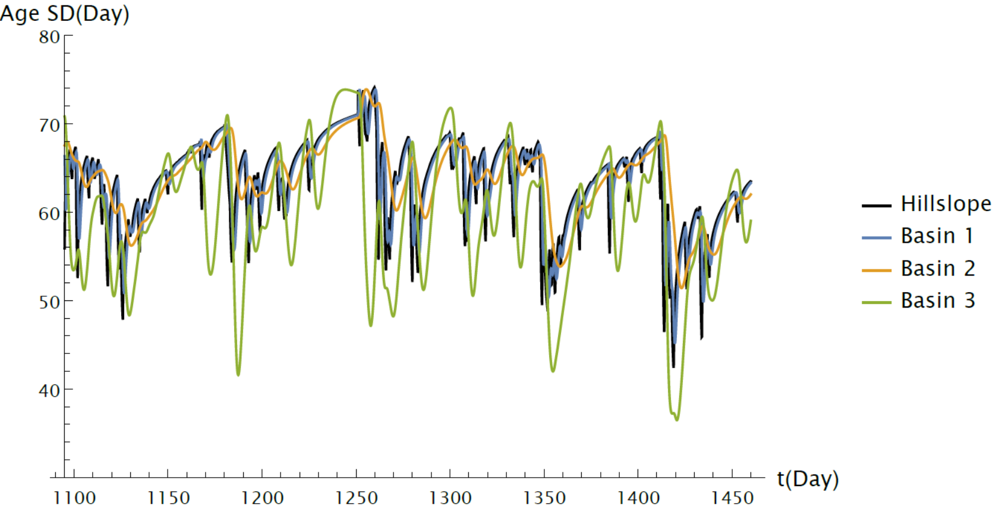 Age SD(Day)
80
70
60
50
40
1100 1150 1200 1250 1300 1350 1400 1450
t(Day)
Hillslope
Basin 1
Basin 2
Basin 3